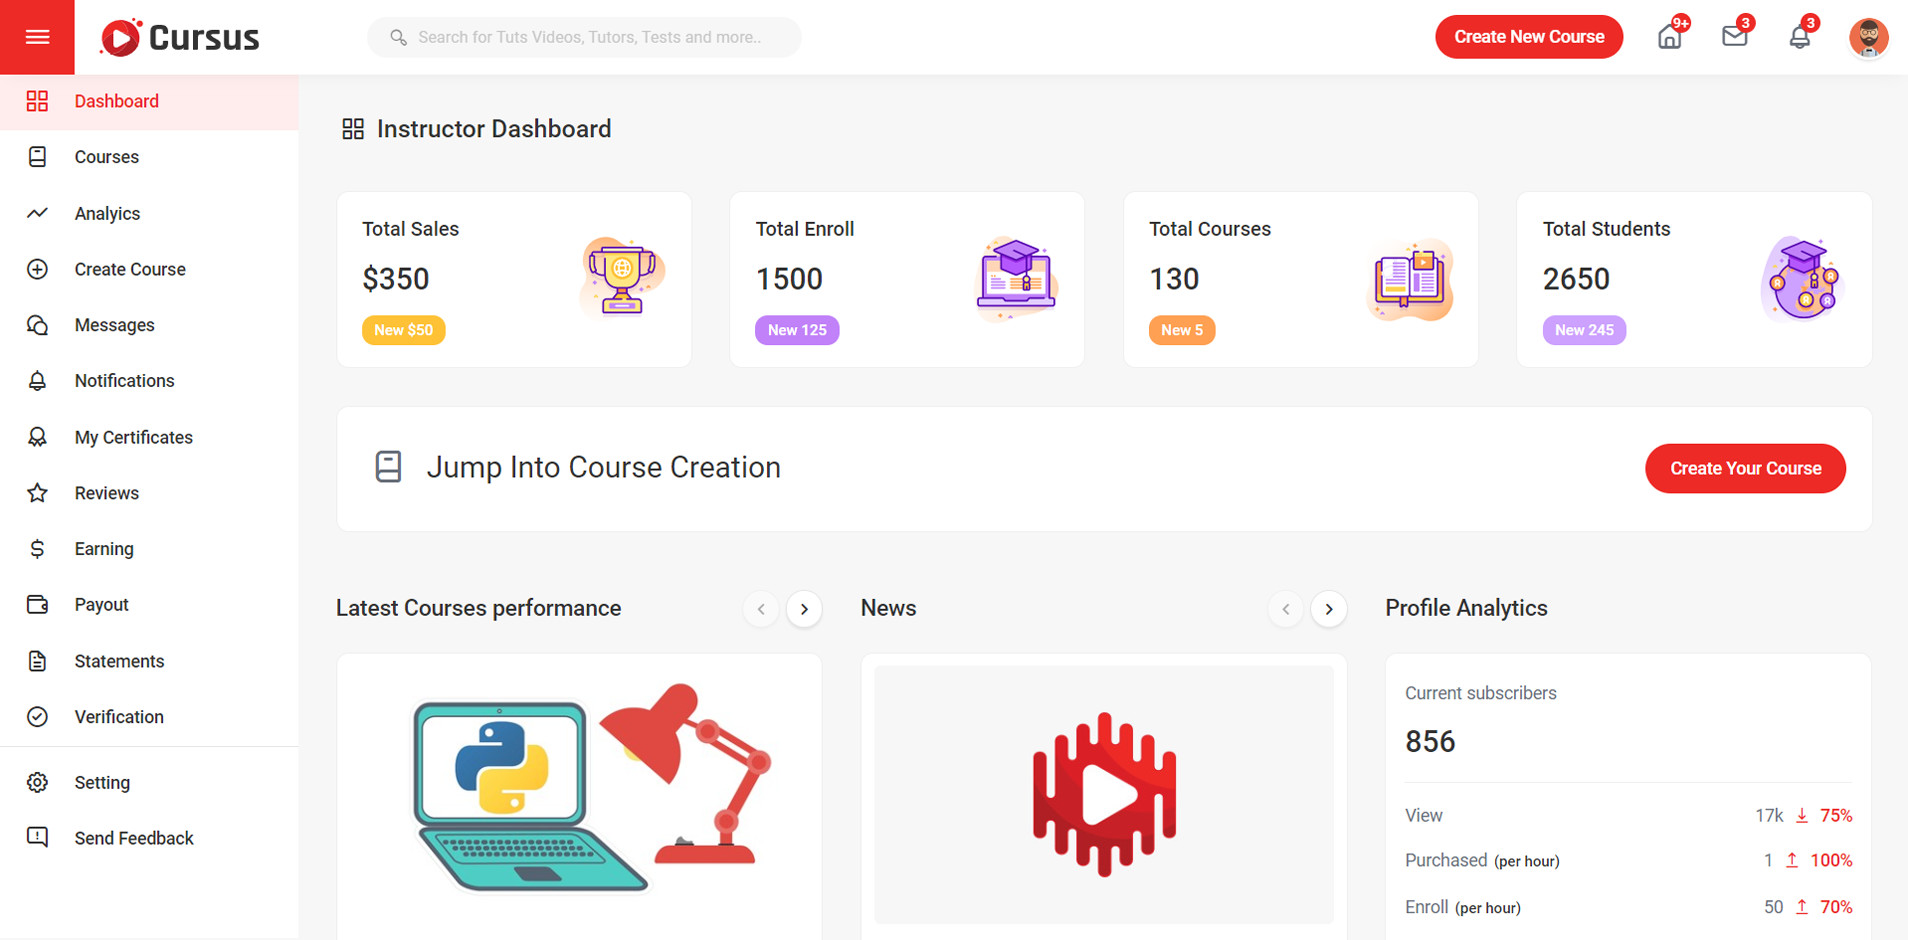 Cursus
Search for Tuts Videos, Tutors, Tests and more..
Create New Course
9+
3
3
Dashboard
Courses
Analyics
Create Course
Messages
Notifications
My Certificates
Reviews
Earning
Payout
Statements
Verification
Setting
Send Feedback
Instructor Dashboard
Total Sales
$350
New $50
Total Enroll
1500
New 125
Total Courses
130
New 5
Total Students
2650
New 245
Jump Into Course Creation
Create Your Course
Latest Courses performance
News
Profile Analytics
Current subscribers
856
View 17k 75%
Purchased (per hour) 1 100%
Enroll (per hour) 50 70%